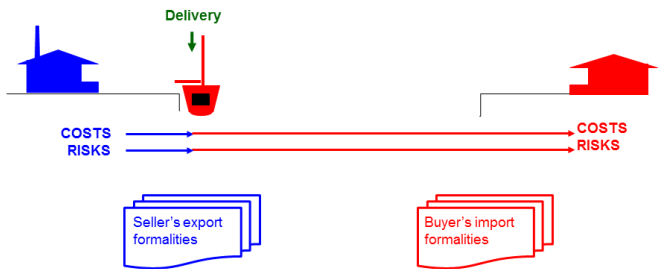 Delivery
COSTS
COSTS
RISKS
RISKS
Seller's export
formalities
Buyer's import
formalities